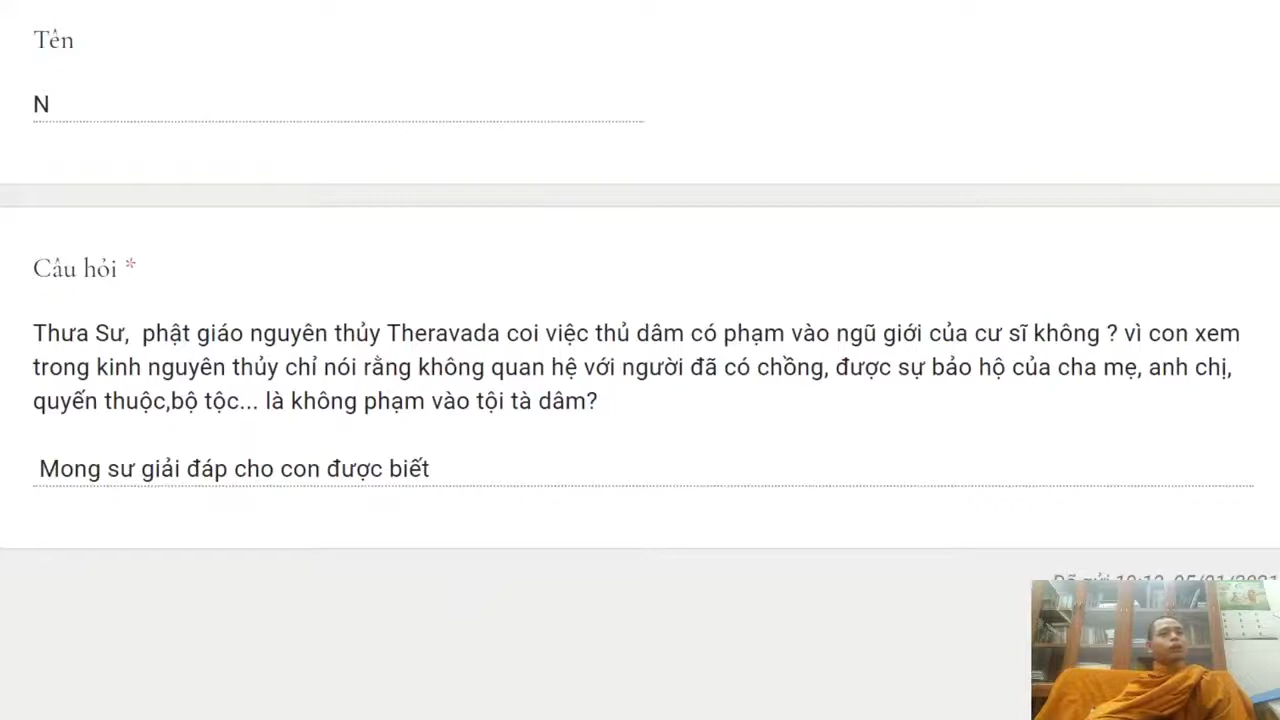 Tên
N
Câu hỏi *
Thưa Sư,  phật giáo nguyên thủy Theravada coi việc thủ dâm có phạm vào ngũ giới của cư sĩ không ? vì con xem
trong kinh nguyên thủy chỉ nói rằng không quan hệ với người đã có chồng, được sự bảo hộ của cha mẹ, anh chị,
quyến thuộc,bộ tộc... là không phạm vào tội tà dâm?
Mong sư giải đáp cho con được biết